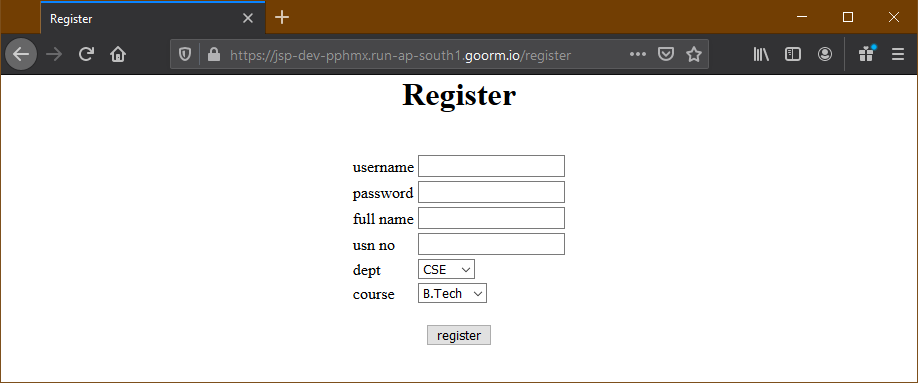 Register
https://jsp-dev-pphmx.run-ap-south1.goorm.io/register
Register
username
password
full name
usn no
dept CSE
course B.Tech
register